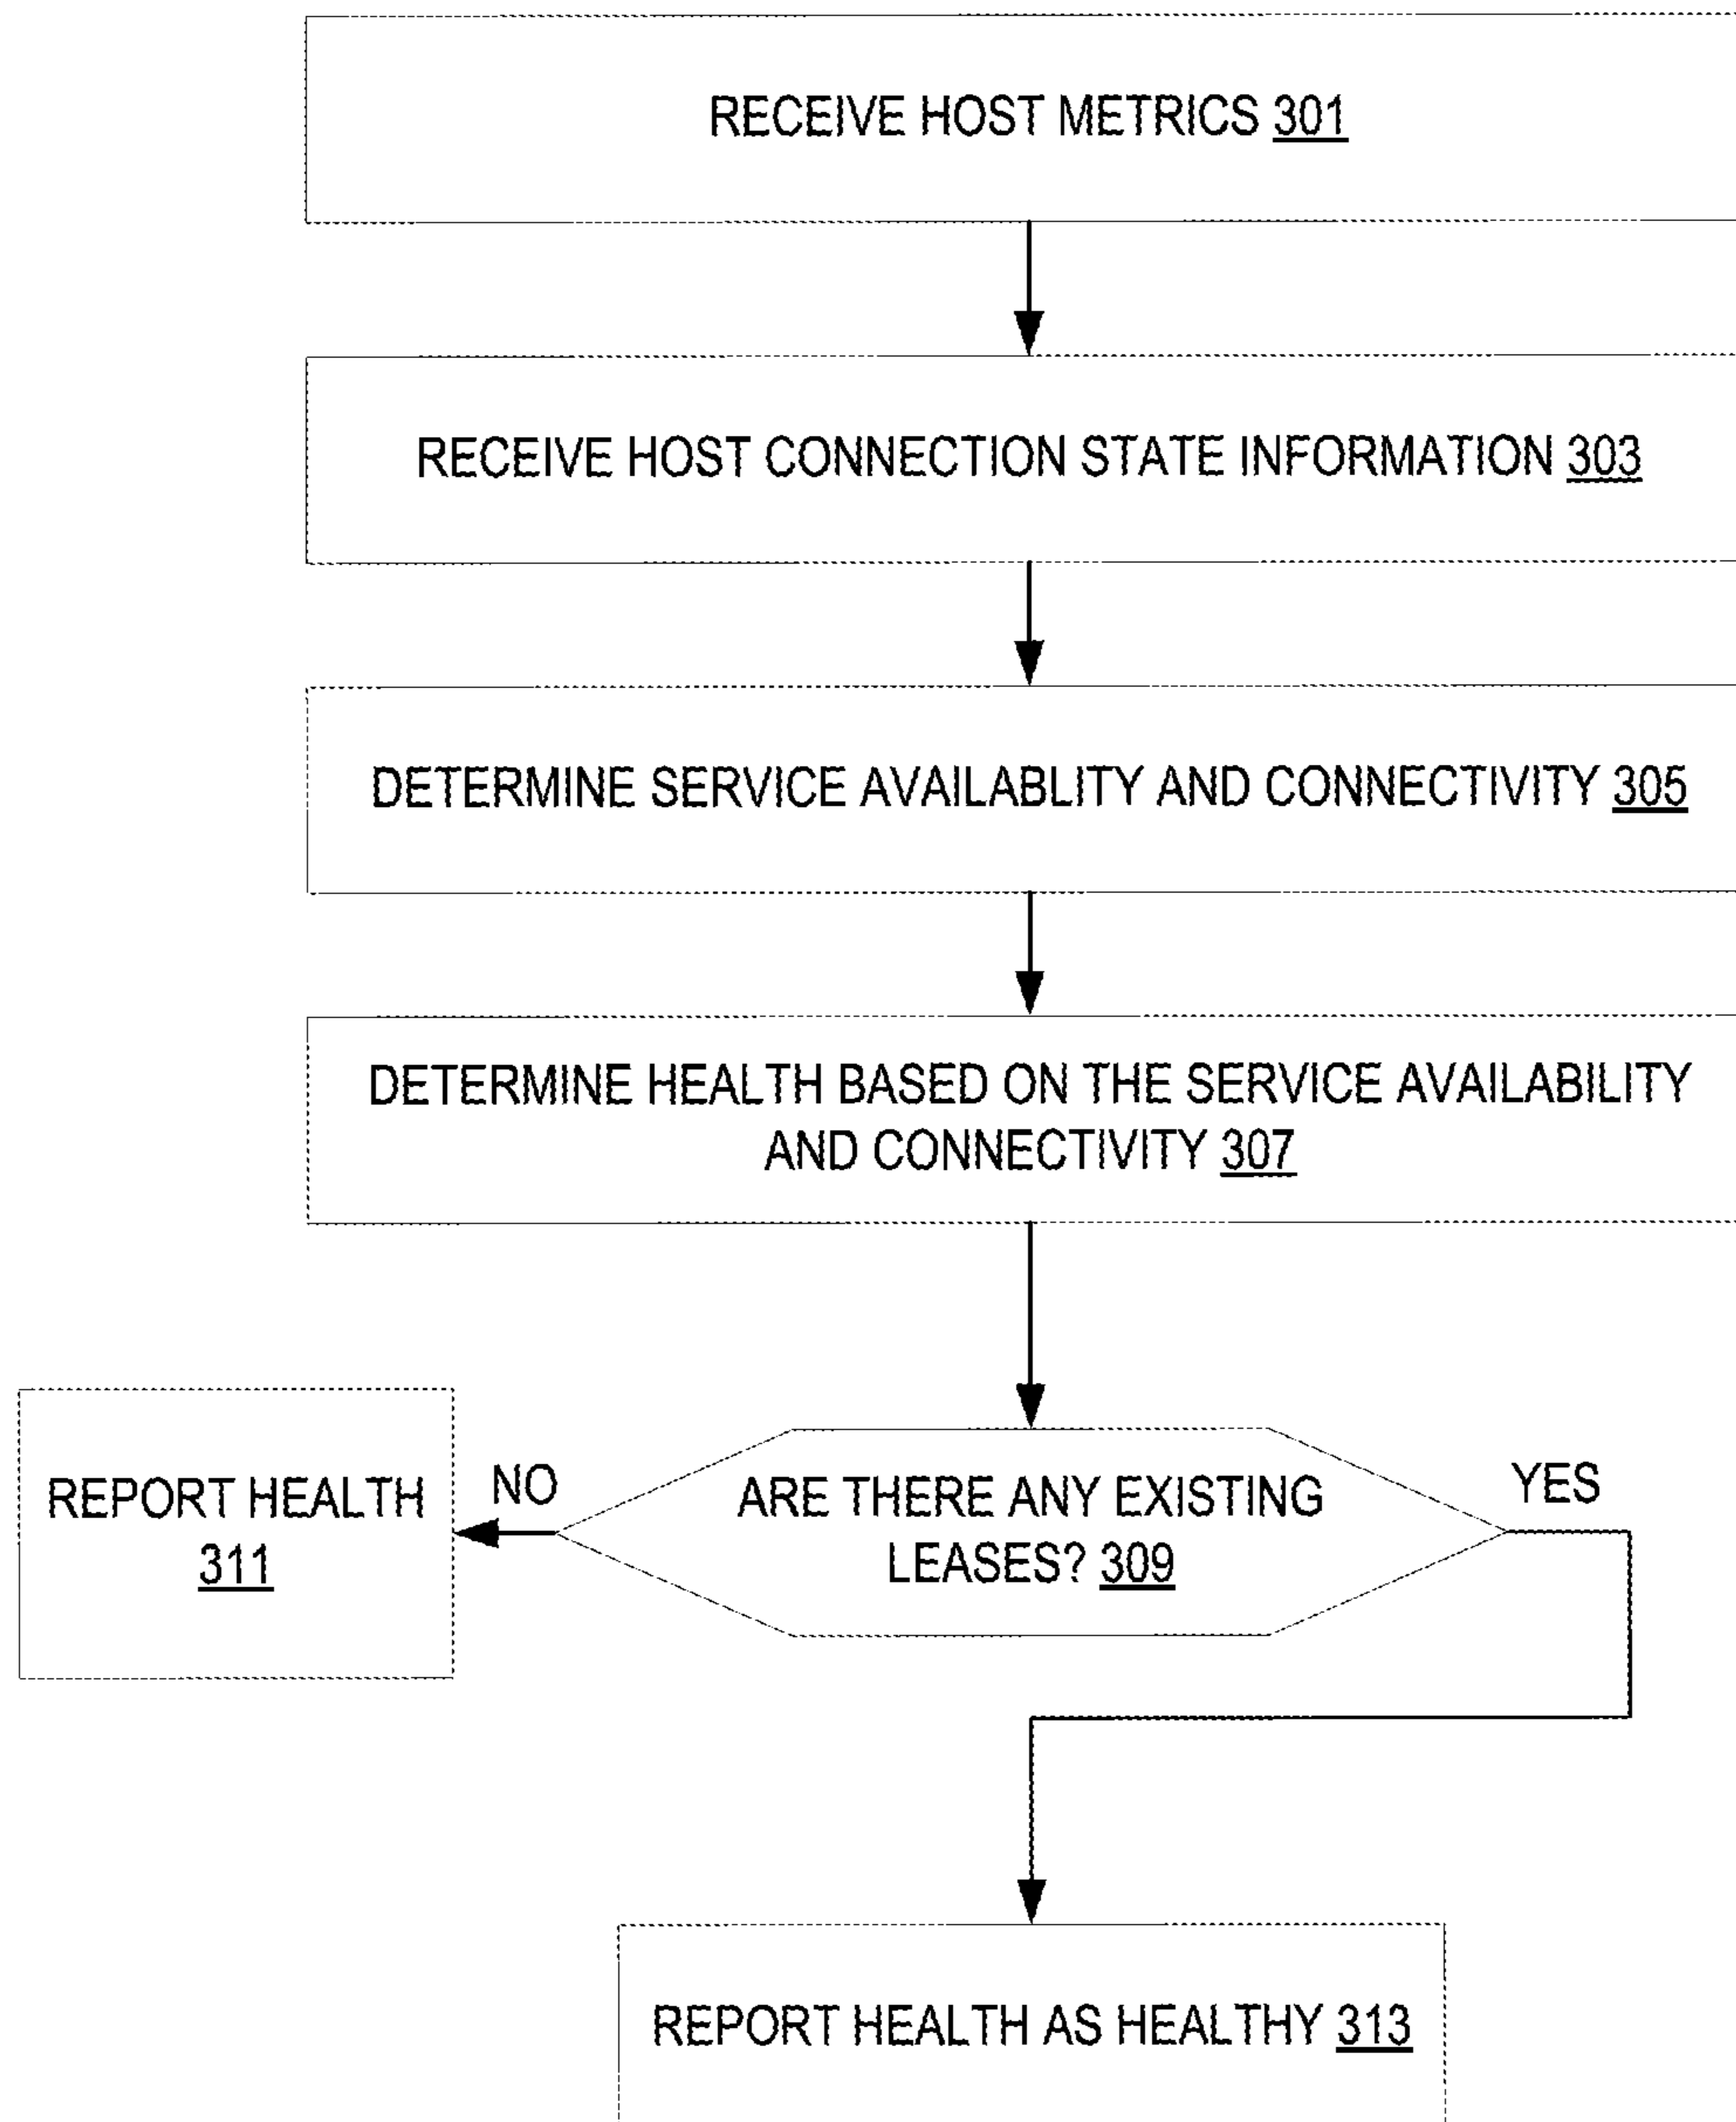 RECEIVE HOST METRICS 301
RECEIVE HOST CONNECTION STATE INFORMATION 303
DETERMINE SERVICE AVAILABLITY AND CONNECTIVITY 305
DETERMINE HEALTH BASED ON THE SERVICE AVAILABILITY
AND CONNECTIVITY 307
REPORT HEALTH
311
NO
ARE THERE ANY EXISTING
LEASES? 309
YES
REPORT HEALTH AS HEALTHY 313